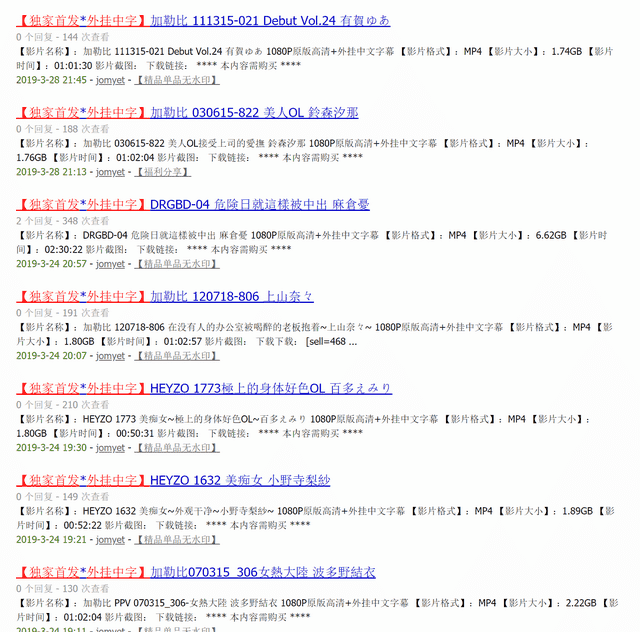 【独家首发*外挂中字】加勒比 111315-021 Debut Vol.24 有賀ゆあ
0 个回复 - 144 次查看
【影片名称】：加勒比 111315-021 Debut Vol.24 有賀ゆあ 1080P原版高清+外挂中文字幕 【影片格式】：MP4 【影片大小】：1.74GB 【影片
时间】：01:01:30 影片截图： 下载链接： **** 本内容需购买 ****
2019-3-28 21:45 - jomyet - 【精品单品无水印】
【独家首发*外挂中字】加勒比 030615-822 美人OL 鈴森汐那
0 个回复 - 188 次查看
【影片名称】：加勒比 030615-822 美人OL接受上司的愛撫 鈴森汐那 1080P原版高清+外挂中文字幕 【影片格式】：MP4 【影片大小】：
1.76GB 【影片时间】：01:02:04 影片截图： 下载链接： **** 本内容需购买 ****
2019-3-28 21:13 - jomyet - 【福利分享】
【独家首发*外挂中字】DRGBD-04 危険日就這樣被中出 麻倉憂
2 个回复 - 348 次查看
【影片名称】：DRGBD-04 危険日就這樣被中出 麻倉憂 1080P原版高清+外挂中文字幕 【影片格式】：MP4 【影片大小】：6.62GB 【影片时
间】：02:30:22 影片截图： 下载链接： **** 本内容需购买 ****
2019-3-24 20:57 - jomyet - 【精品单品无水印】
【独家首发*外挂中字】加勒比 120718-806 上山奈々
0 个回复 - 191 次查看
【影片名称】：加勒比 120718-806 在没有人的办公室被喝醉的老板抱着~上山奈々~ 1080P原版高清+外挂中文字幕 【影片格式】：MP4 【影
片大小】：1.80GB 【影片时间】：01:02:57 影片截图： 下载下载： [sell=468 ...
2019-3-24 20:07 - jomyet - 【精品单品无水印】
【独家首发*外挂中字】HEYZO 1773極上的身体好色OL 百多えみり
0 个回复 - 210 次查看
【影片名称】：HEYZO 1773 美痴女~極上的身体好色OL~百多えみり 1080P原版高清+外挂中文字幕 【影片格式】：MP4 【影片大小】：
1.80GB 【影片时间】：00:50:31 影片截图： 下载链接： **** 本内容需购买 ****
2019-3-24 19:30 - jomyet - 【精品单品无水印】
【独家首发*外挂中字】HEYZO 1632 美痴女 小野寺梨紗
0 个回复 - 149 次查看
【影片名称】：HEYZO 1632 美痴女~外观干净~小野寺梨紗~ 1080P原版高清+外挂中文字幕 【影片格式】：MP4 【影片大小】：1.89GB 【影
片时间】：00:52:22 影片截图： 下载链接： **** 本内容需购买 ****
2019-3-24 19:21 - jomyet - 【精品单品无水印】
【独家首发*外挂中字】加勒比070315_306女熱大陸 波多野結衣
0 个回复 - 130 次查看
【影片名称】：加勒比 PPV 070315_306-女熱大陸 波多野結衣 1080P原版高清+外挂中文字幕 【影片格式】：MP4 【影片大小】：2.22GB 【影
片时间】：01:02:04 影片截图： 下载链接： **** 本内容需购买 ****
2019-3-24 19:11 - jomyet - 【精品单品无水印】